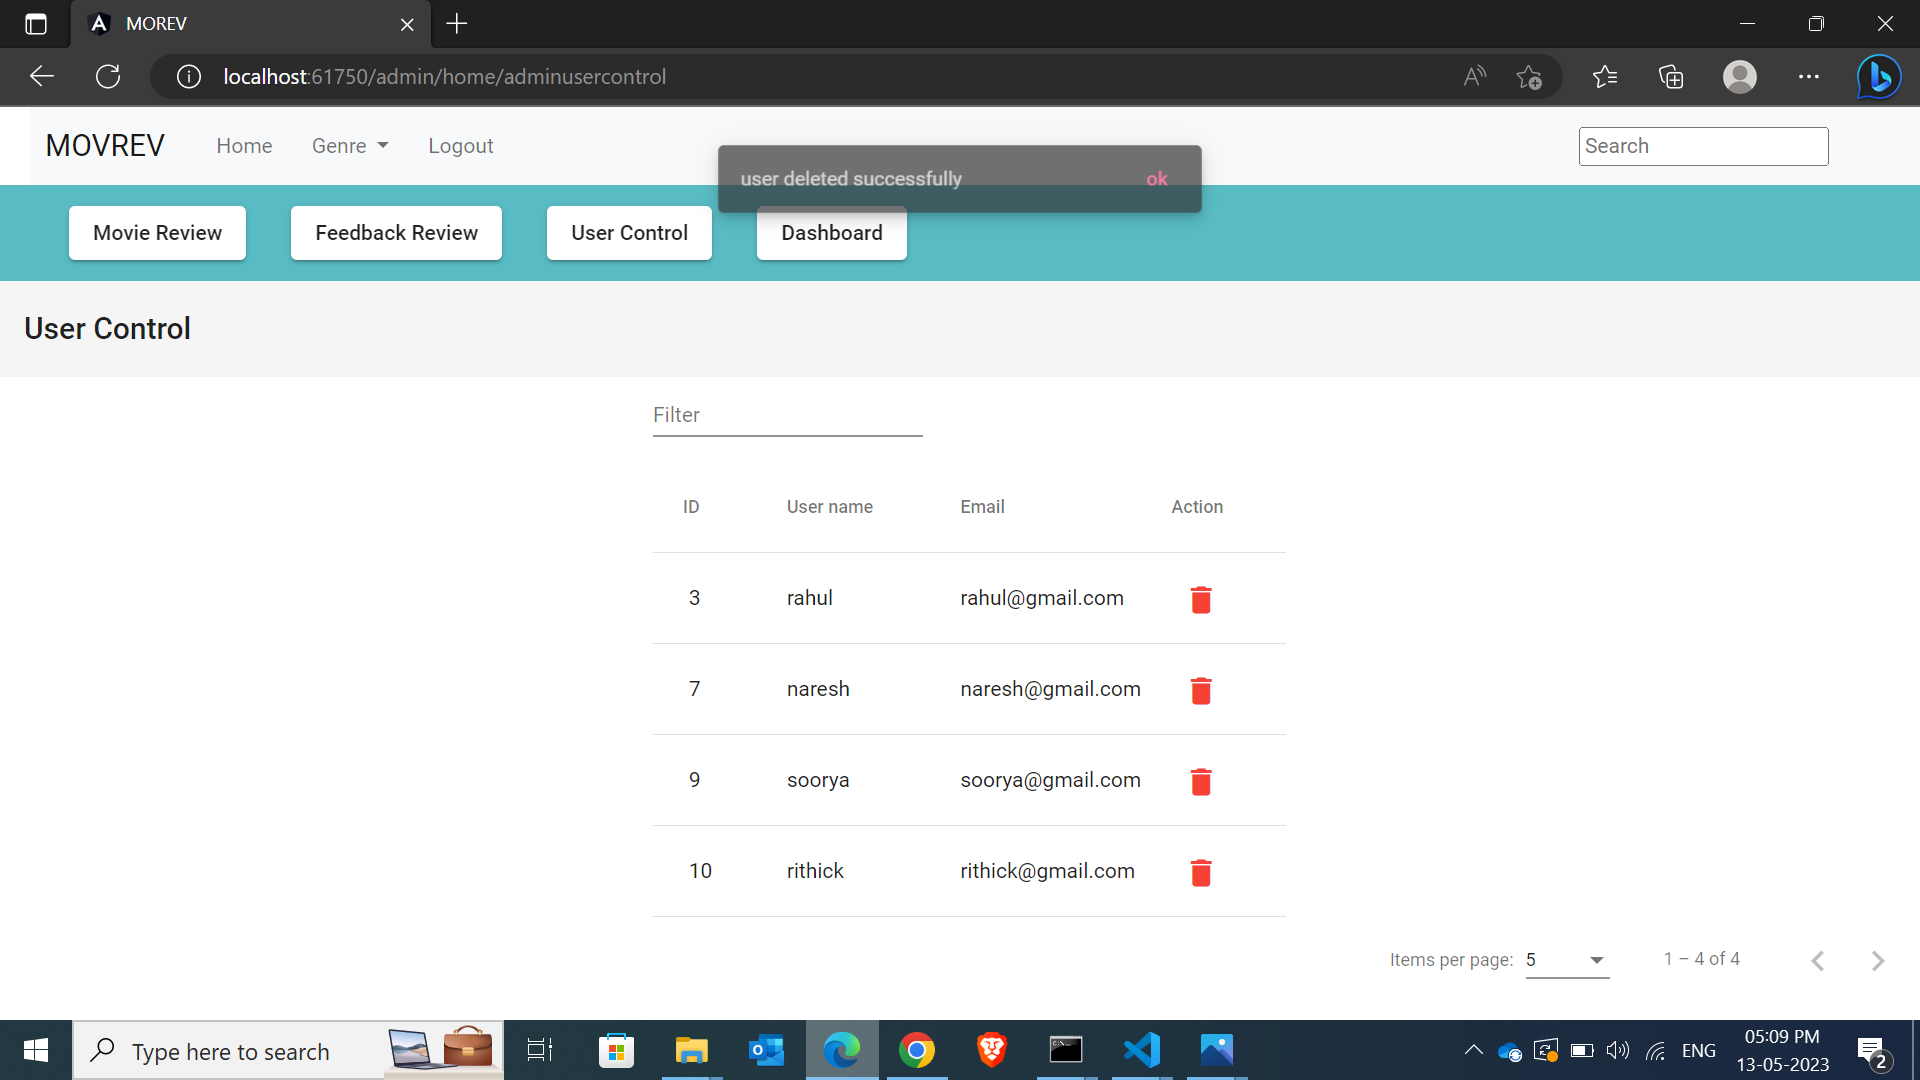 MOREV
localhost:61750/admin/home/adminusercontrol
MOVREV Home Genre Logout Search
user deleted successfully ok
Movie Review Feedback Review User Control Dashboard
User Control
Filter
ID User name Email Action
3 rahul rahul@gmail.com
7 naresh naresh@gmail.com
9 soorya soorya@gmail.com
10 rithick rithick@gmail.com
Items per page: 5 1 – 4 of 4
Type here to search
ENG
05:09 PM
13-05-2023
2